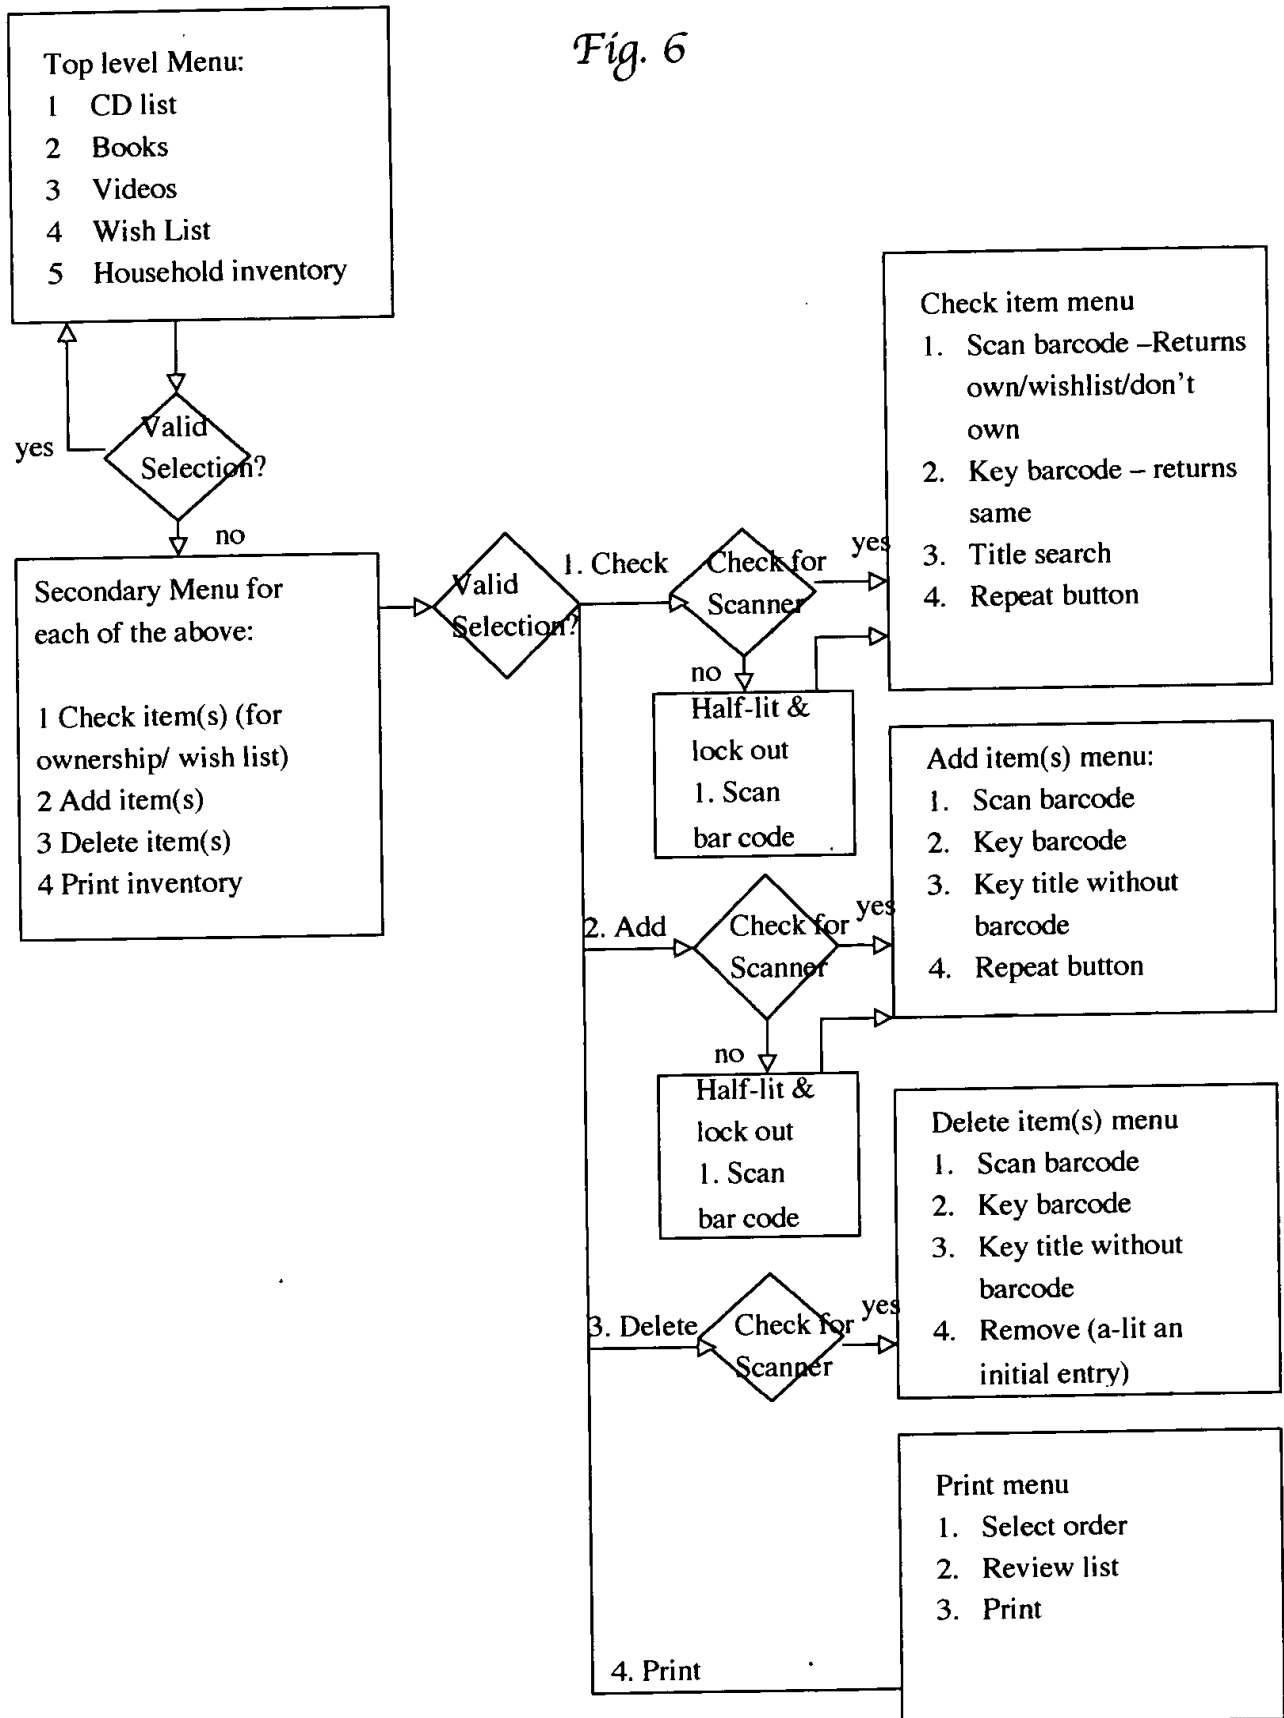 Fig. 6
Top level Menu:
1 CD list
2 Books
3 Videos
4 Wish List
5 Household inventory
Valid
Selection?
yes
no
Secondary Menu for
each of the above:
1 Check item(s) (for
ownership/ wish list)
2 Add item(s)
3 Delete item(s)
4 Print inventory
Valid
Selection?
1. Check
Check for
Scanner
yes
no
Half-lit &
lock out
1. Scan
bar code
Check item menu
1. Scan barcode –Returns
own/wishlist/don't
own
2. Key barcode – returns
same
3. Title search
4. Repeat button
2. Add
Check for
Scanner
yes
no
Half-lit &
lock out
1. Scan
bar code
Add item(s) menu:
1. Scan barcode
2. Key barcode
3. Key title without
barcode
4. Repeat button
3. Delete
Check for
Scanner
yes
Delete item(s) menu
1. Scan barcode
2. Key barcode
3. Key title without
barcode
4. Remove (a-lit an
initial entry)
4. Print
Print menu
1. Select order
2. Review list
3. Print